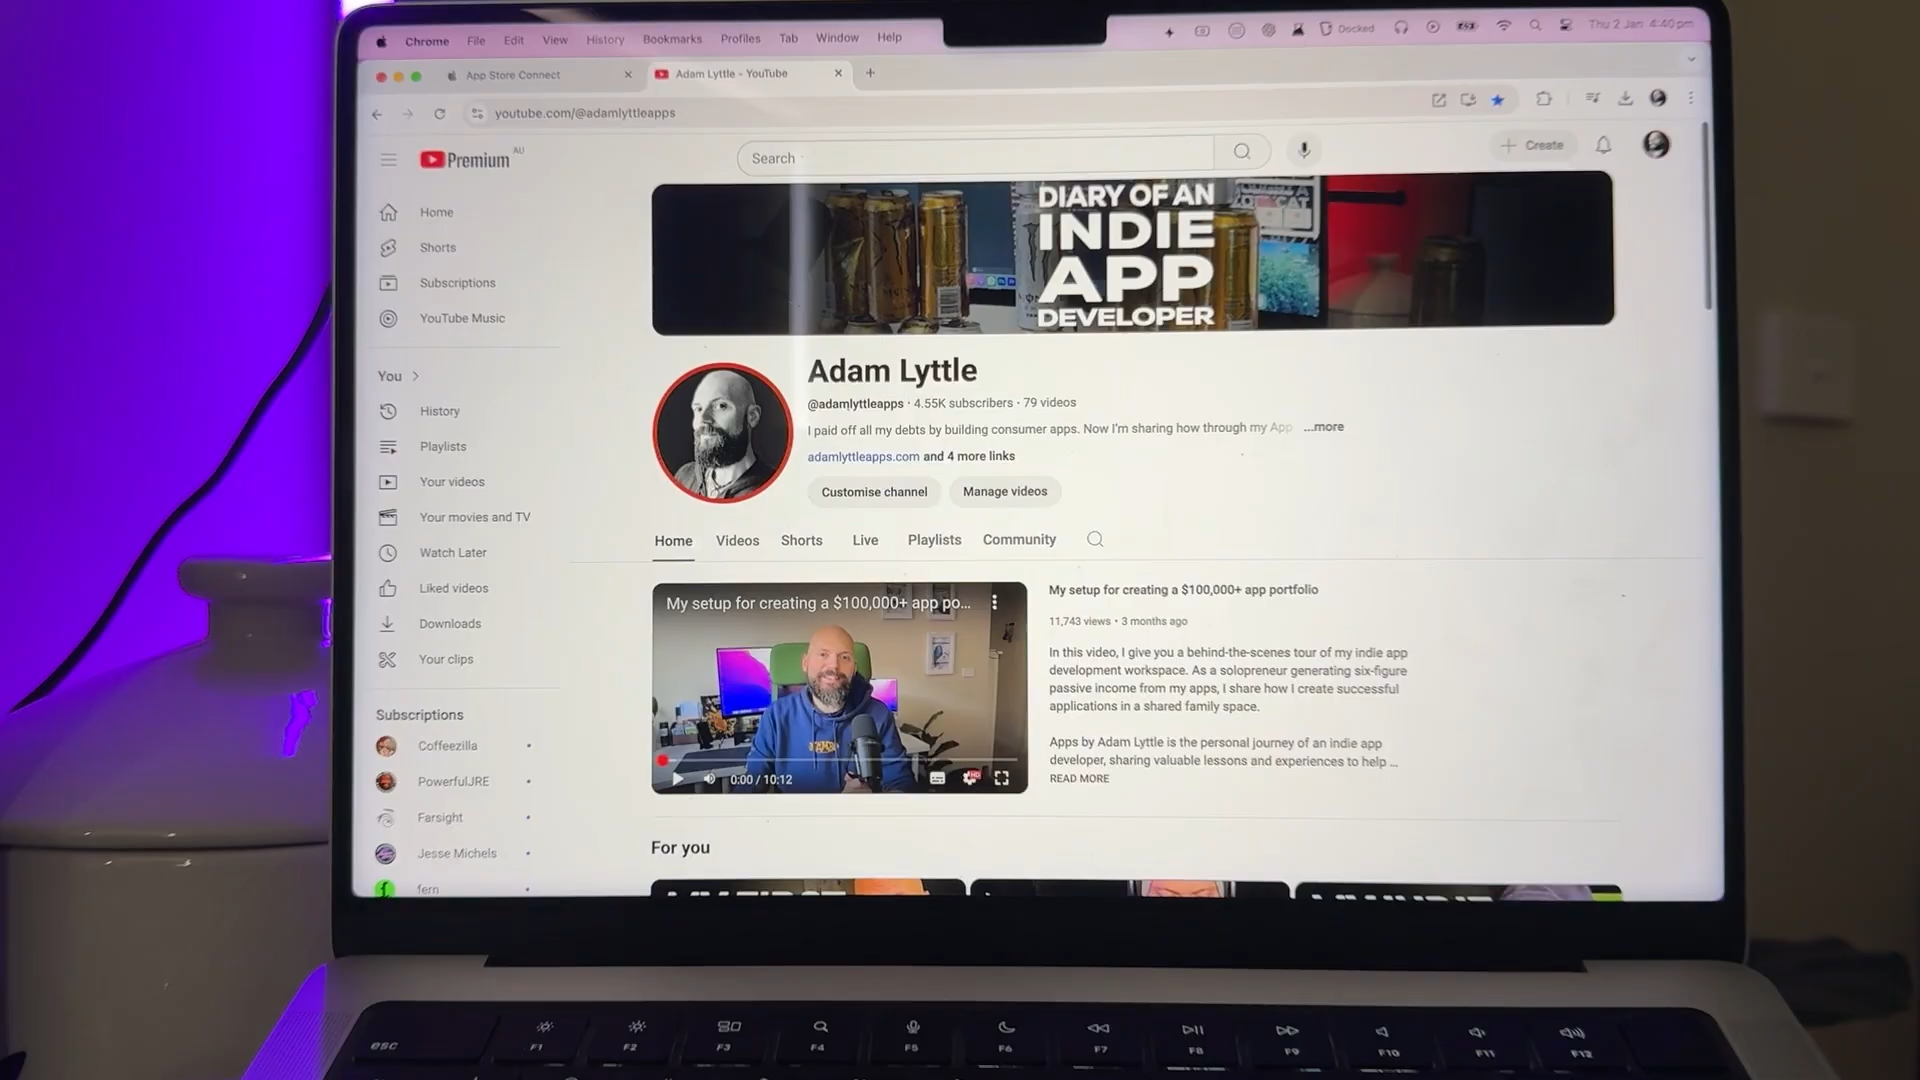 Chrome File Edit View History Bookmarks Profiles Tab Window Help
Docked
Thu 2 Jan 4:40 pm
App Store Connect
Adam Lyttle - YouTube
youtube.com/@adamlyttleapps
Premium AU
Search
Create
Home
Shorts
Subscriptions
YouTube Music
You
History
Playlists
Your videos
Your movies and TV
Watch Later
Liked videos
Downloads
Your clips
Subscriptions
Coffeezilla
PowerfulJRE
Farsight
Jesse Michels
fern
DIARY OF AN
INDIE
APP
DEVELOPER
Adam Lyttle
@adamlyttleapps · 4.55K subscribers · 79 videos
I paid off all my debts by building consumer apps. Now I'm sharing how through my App ...more
adamlyttleapps.com and 4 more links
Customise channel
Manage videos
Home Videos Shorts Live Playlists Community
My setup for creating a $100,000+ app po...
0:00 / 10:12
HD
My setup for creating a $100,000+ app portfolio
11,743 views • 3 months ago
In this video, I give you a behind-the-scenes tour of my indie app
development workspace. As a solopreneur generating six-figure
passive income from my apps, I share how I create successful
applications in a shared family space.
Apps by Adam Lyttle is the personal journey of an indie app
developer, sharing valuable lessons and experiences to help ...
READ MORE
For you
esc
F1 F2 F3 F4 F5 F6 F7 F8 F9 F10 F11 F12